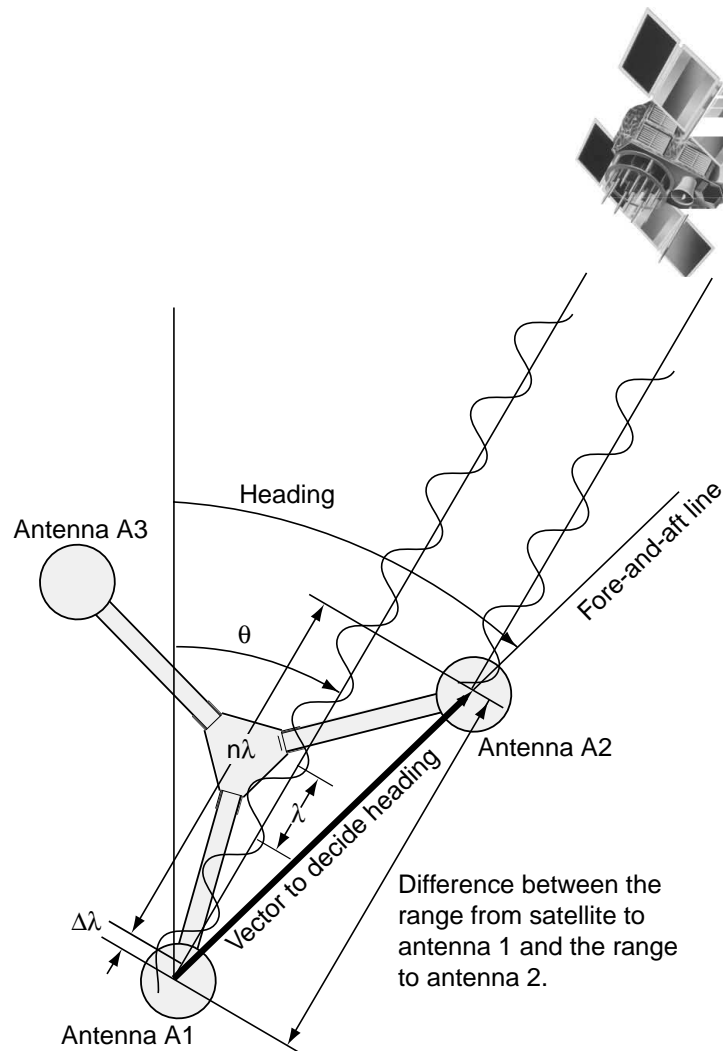 Heading
Antenna A3
Fore-and-aft line
θ
Antenna A2
nλ
λ
Vector to decide heading
Difference between the
range from satellite to
antenna 1 and the range
to antenna 2.
Δλ
Antenna A1